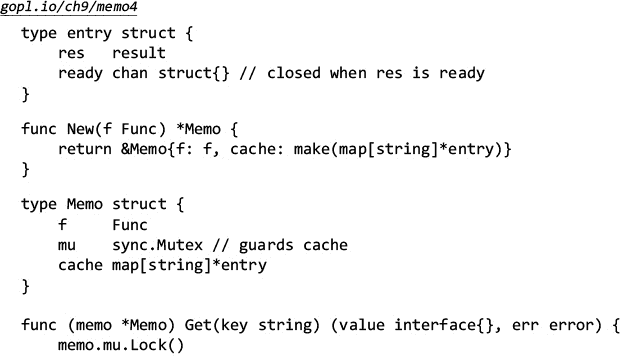 gopl.io/ch9/memo4
type entry struct {
    res   result
    ready chan struct{} // closed when res is ready
}
func New(f Func) *Memo {
    return &Memo{f: f, cache: make(map[string]*entry)}
}
type Memo struct {
    f     Func
    mu    sync.Mutex // guards cache
    cache map[string]*entry
}
func (memo *Memo) Get(key string) (value interface{}, err error) {
    memo.mu.Lock()